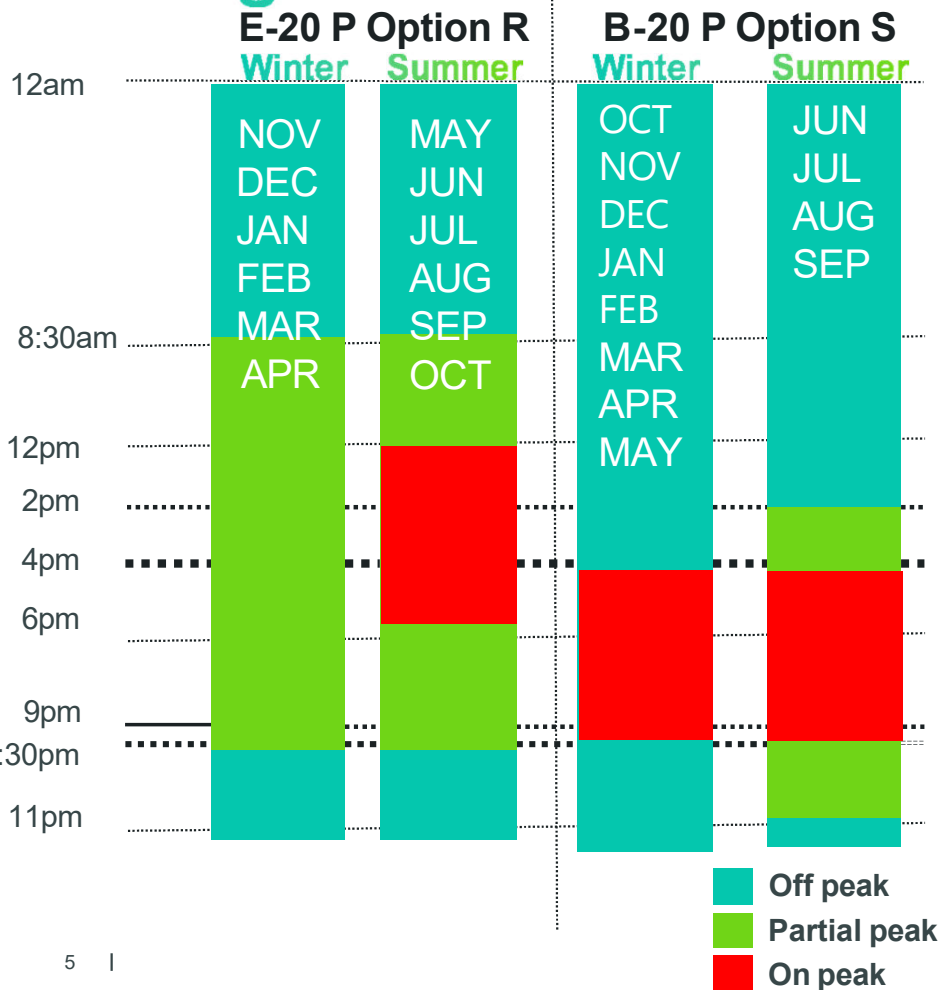 E-20 P Option R
B-20 P Option S
Winter
Summer
Winter
Summer
12am
8:30am
12pm
2pm
4pm
6pm
9pm
:30pm
11pm
NOV
DEC
JAN
FEB
MAR
APR
MAY
JUN
JUL
AUG
SEP
OCT
OCT
NOV
DEC
JAN
FEB
MAR
APR
MAY
JUN
JUL
AUG
SEP
Off peak
Partial peak
On peak
5 |